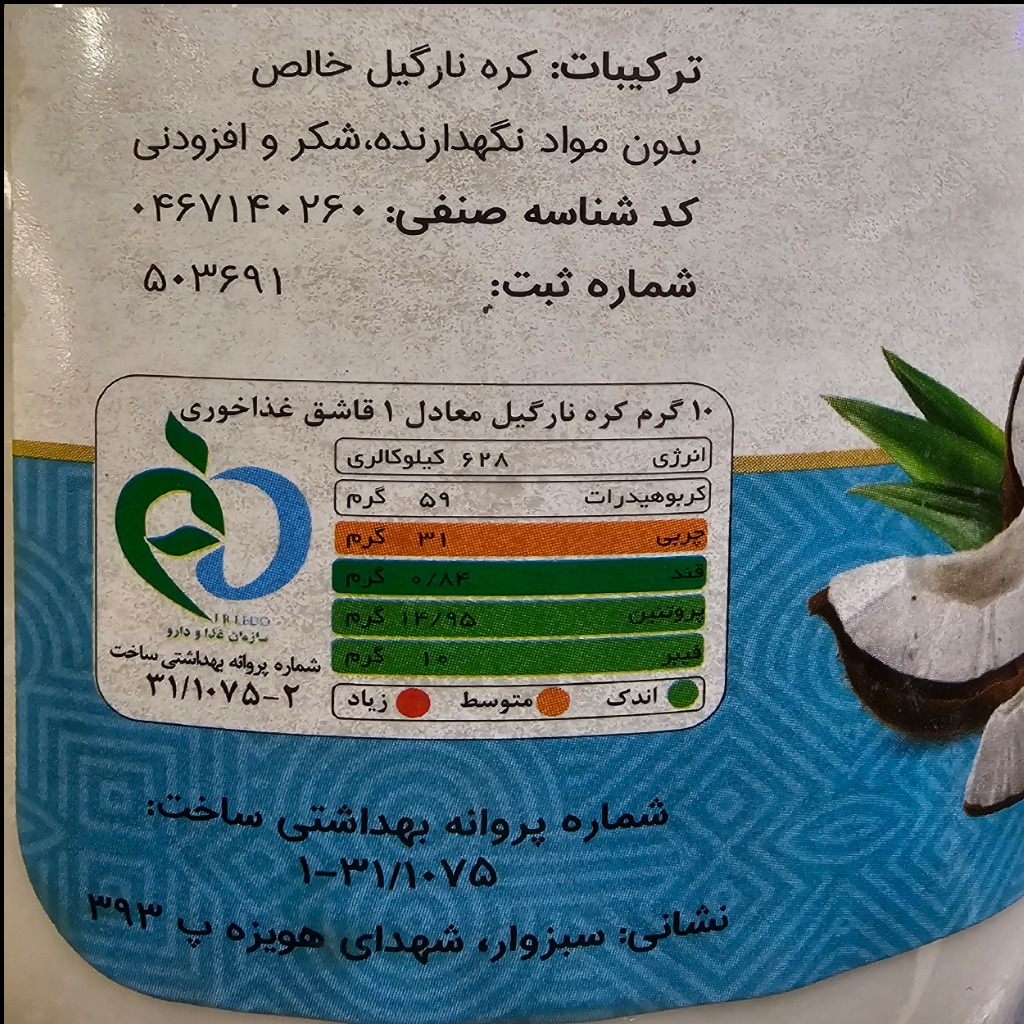 ترکیبات: کره نارگیل خالص
بدون مواد نگهدارنده،شکر و افزودنی
کد شناسه صنفی: ۰۴۶۷۱۴۰۲۶۰
شماره ثبت: ۵۰۳۶۹۱
۱۰ گرم کره نارگیل معادل ۱ قاشق غذاخوری
انرژی ۶۲۸ کیلوکالری
کربوهیدرات ۵۹ گرم
چربی ۳۱ گرم
قند ۰/۸۴ گرم
پروتئین ۱۴/۹۵ گرم
فیبر ۱۰ گرم
اندک متوسط زیاد
سازمان غذا و دارو
شماره پروانه بهداشتی ساخت
۳۱/۱۰۷۵-۲
شماره پروانه بهداشتی ساخت:
۱-۳۱/۱۰۷۵
نشانی: سبزوار، شهدای هویزه پ ۳۹۳